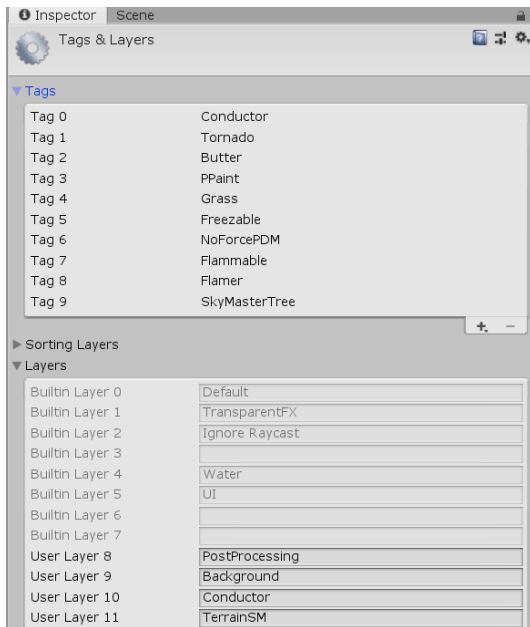 Inspector Scene
Tags & Layers
Tags
Tag 0 Conductor
Tag 1 Tornado
Tag 2 Butter
Tag 3 PPaint
Tag 4 Grass
Tag 5 Freezable
Tag 6 NoForcePDM
Tag 7 Flammable
Tag 8 Flamer
Tag 9 SkyMasterTree
Sorting Layers
Layers
Builtin Layer 0 Default
Builtin Layer 1 TransparentFX
Builtin Layer 2 Ignore Raycast
Builtin Layer 3
Builtin Layer 4 Water
Builtin Layer 5 UI
Builtin Layer 6
Builtin Layer 7
User Layer 8 PostProcessing
User Layer 9 Background
User Layer 10 Conductor
User Layer 11 TerrainSM